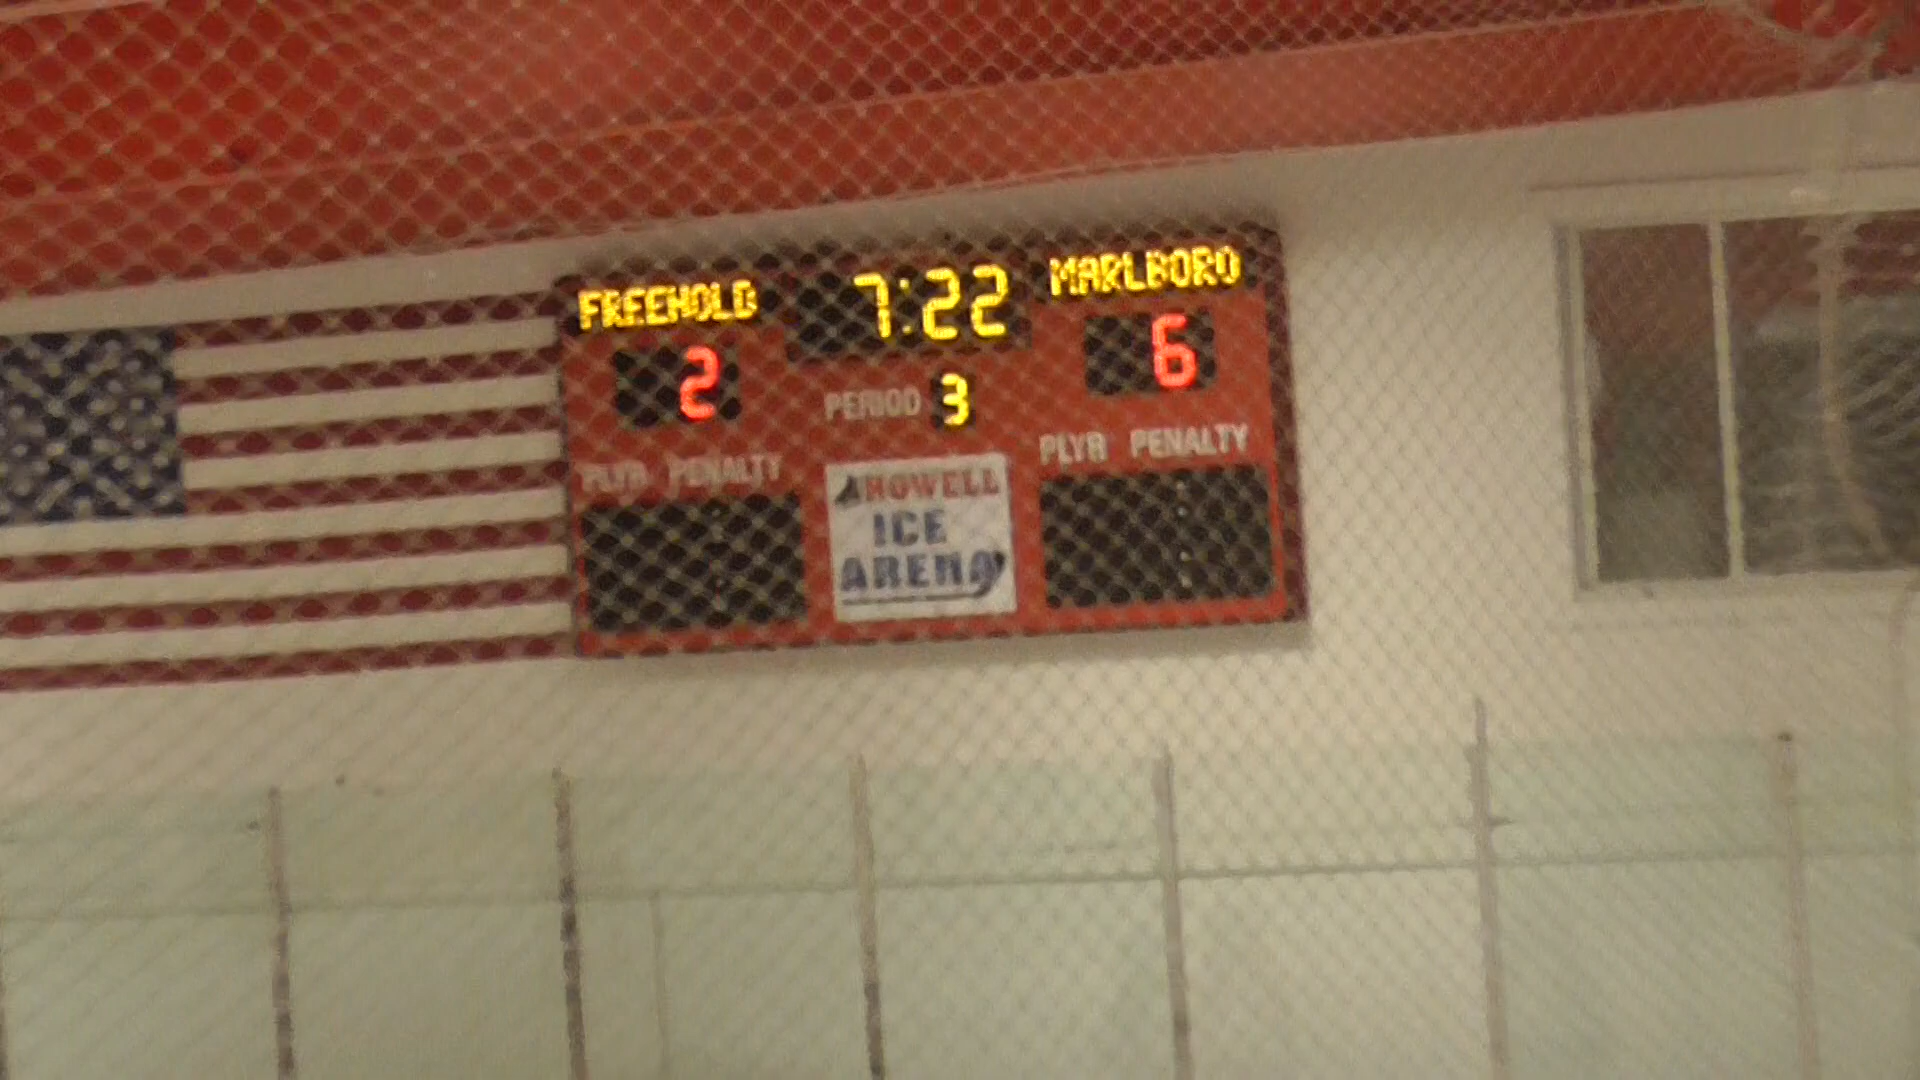 FREEHOLD 7:22 MARLBORO
2 PERIOD 3 6
PLYR PENALTY PLYR PENALTY
HOWELL
ICE
ARENA